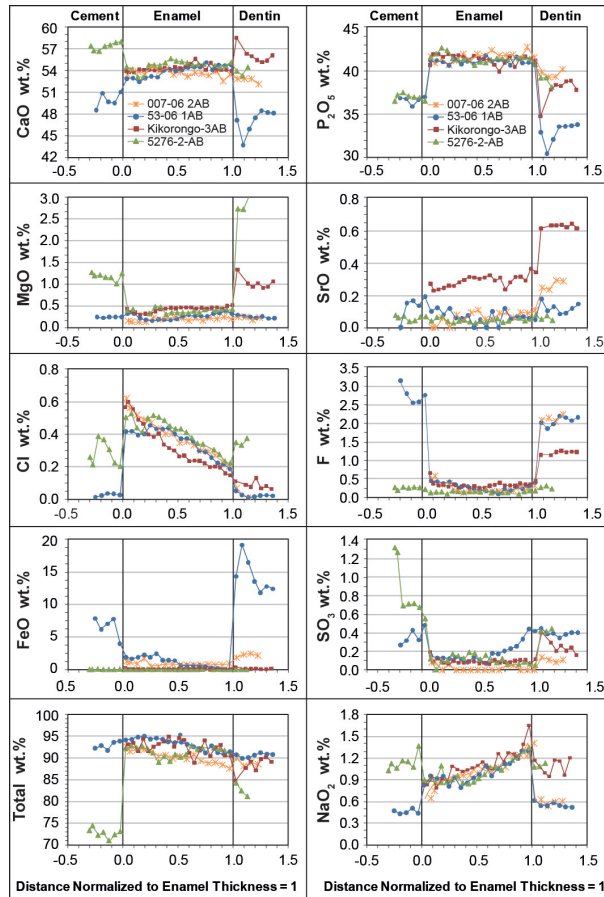 Cement Enamel Dentin Cement Enamel Dentin
CaO wt.%
60
57
54
51
48
45
42
007-06 2AB
53-06 1AB
Kikorongo-3AB
5276-2-AB
-0.5 0.0 0.5 1.0 1.5
P2O5 wt.%
45
40
35
30
007-06 2AB
53-06 1AB
Kikorongo-3AB
5276-2-AB
-0.5 0.0 0.5 1.0 1.5
MgO wt.%
3.0
2.5
2.0
1.5
1.0
0.5
0.0
-0.5 0.0 0.5 1.0 1.5
SrO wt.%
0.8
0.6
0.4
0.2
0.0
-0.5 0.0 0.5 1.0 1.5
Cl wt.%
0.8
0.6
0.4
0.2
0.0
-0.5 0.0 0.5 1.0 1.5
F wt.%
3.5
3.0
2.5
2.0
1.5
1.0
0.5
0.0
-0.5 0.0 0.5 1.0 1.5
FeO wt.%
20
15
10
5
0
0.5 0.0 0.5 1.0 1.5
SO3 wt.%
1.4
1.2
1.0
0.8
0.6
0.4
0.2
0.0
-0.5 0.0 0.5 1.0 1.5
Total wt.%
100
95
90
85
80
75
70
-0.5 0.0 0.5 1.0 1.5
NaO2 wt.%
1.8
1.5
1.2
0.9
0.6
0.3
0.0
-0.5 0.0 0.5 1.0 1.5
Distance Normalized to Enamel Thickness = 1 Distance Normalized to Enamel Thickness = 1